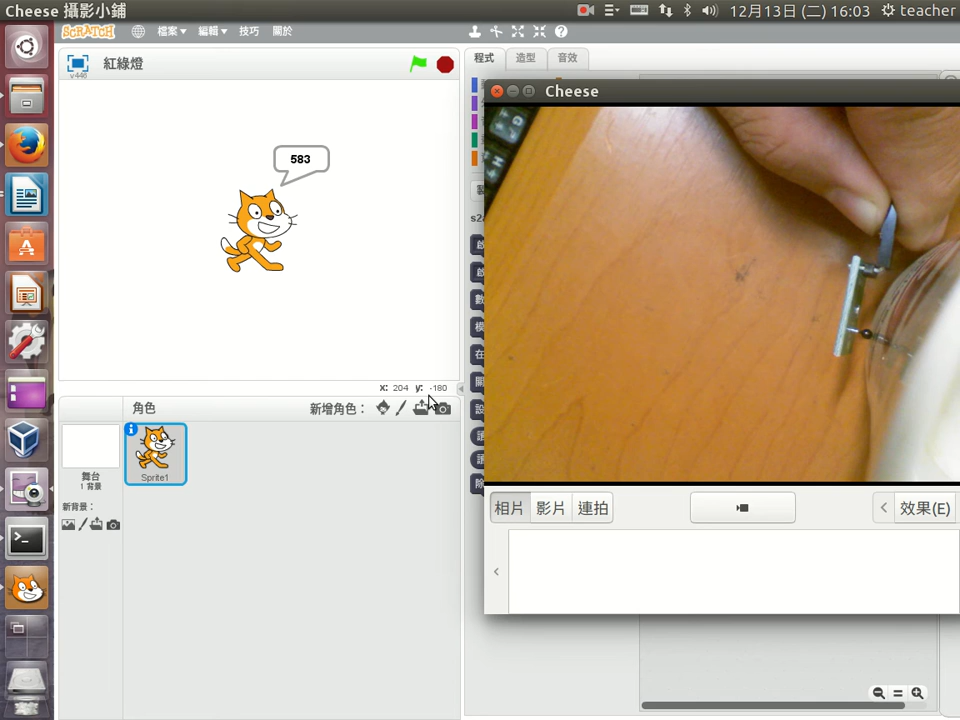 Cheese 攝影小鋪
12月13日 (二) 16:03 teacher
SCRATCH 檔案▼ 編輯▼ 技巧 關於
v446
紅綠燈
程式 造型 音效
Cheese
583
x: 204 y: -180
角色 新增角色：
舞台
1 背景
Sprite1
新背景：
相片 影片 連拍
效果(E)